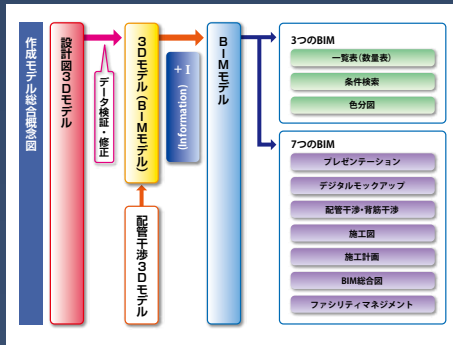 作成モデル総合概念図
設計図3Dモデル
データ検証・修正
3Dモデル（BIMモデル）
配管干渉3Dモデル
+I
(Information)
BIMモデル
3つのBIM
一覧表(数量表)
条件検索
色分図
7つのBIM
プレゼンテーション
デジタルモックアップ
配管干渉・背筋干渉
施工図
施工計画
BIM総合図
ファシリティマネジメント